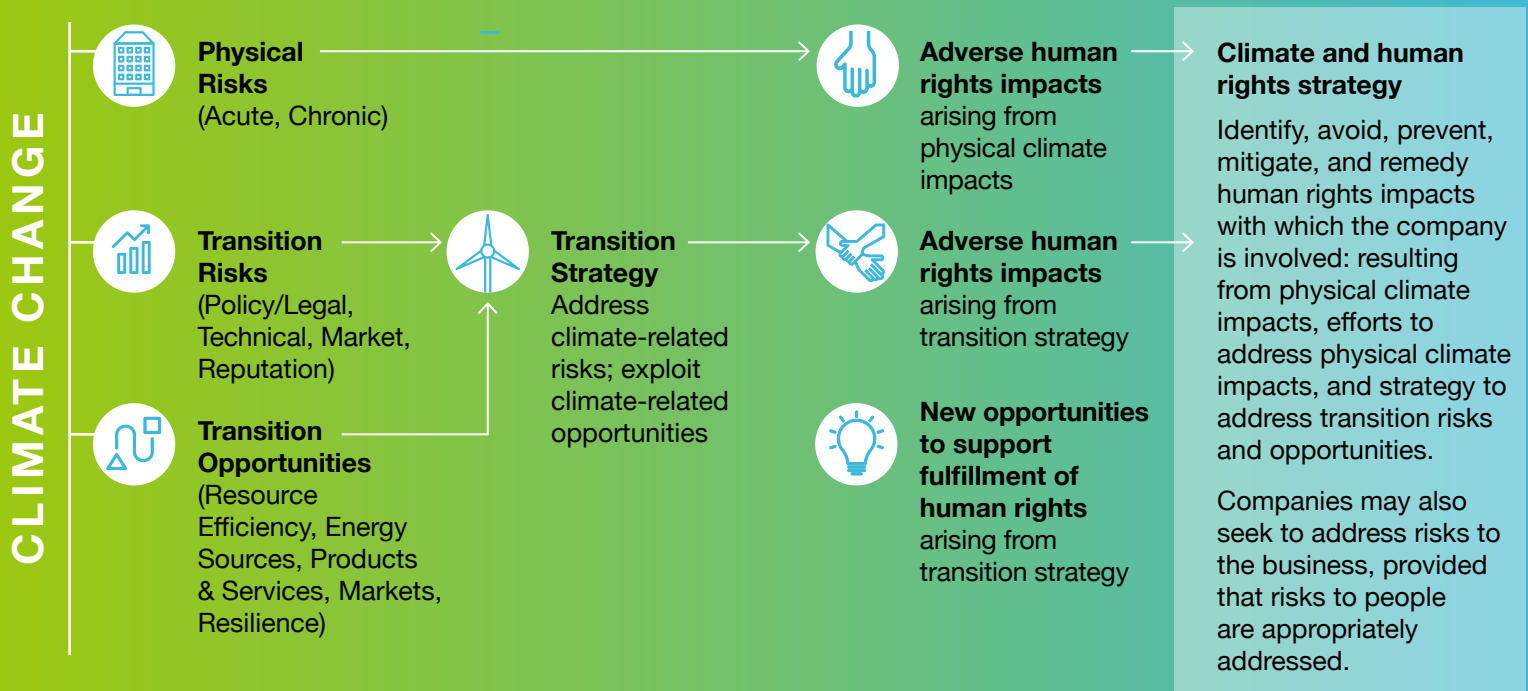 CLIMATE CHANGE
Physical
Risks
(Acute, Chronic)
Transition
Risks
(Policy/Legal,
Technical, Market,
Reputation)
Transition
Opportunities
(Resource
Efficiency, Energy
Sources, Products
& Services, Markets,
Resilience)
Transition
Strategy
Address
climate-related
risks; exploit
climate-related
opportunities
Adverse human
rights impacts
arising from
physical climate
impacts
Adverse human
rights impacts
arising from
transition strategy
New opportunities
to support
fulfillment of
human rights
arising from
transition strategy
Climate and human
rights strategy
Identify, avoid, prevent,
mitigate, and remedy
human rights impacts
with which the company
is involved: resulting
from physical climate
impacts, efforts to
address physical climate
impacts, and strategy to
address transition risks
and opportunities.
Companies may also
seek to address risks to
the business, provided
that risks to people
are appropriately
addressed.